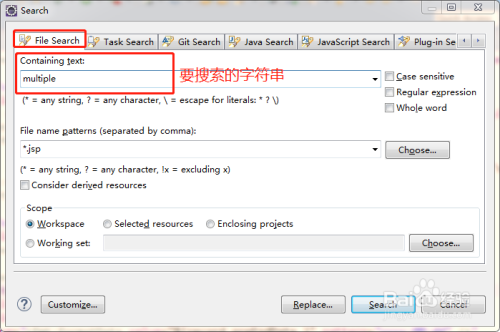 Search
File Search Task Search Git Search Java Search JavaScript Search Plug-in Se
Containing text:
要搜索的字符串
multiple
Case sensitive
(* = any string, ? = any character, \ = escape for literals: * ? \)
Regular expression
Whole word
File name patterns (separated by comma):
*.jsp
Choose...
(* = any string, ? = any character, !x = excluding x)
Consider derived resources
Scope
Workspace Selected resources Enclosing projects
Working set:
Choose...
Customize... Replace... Search Cancel